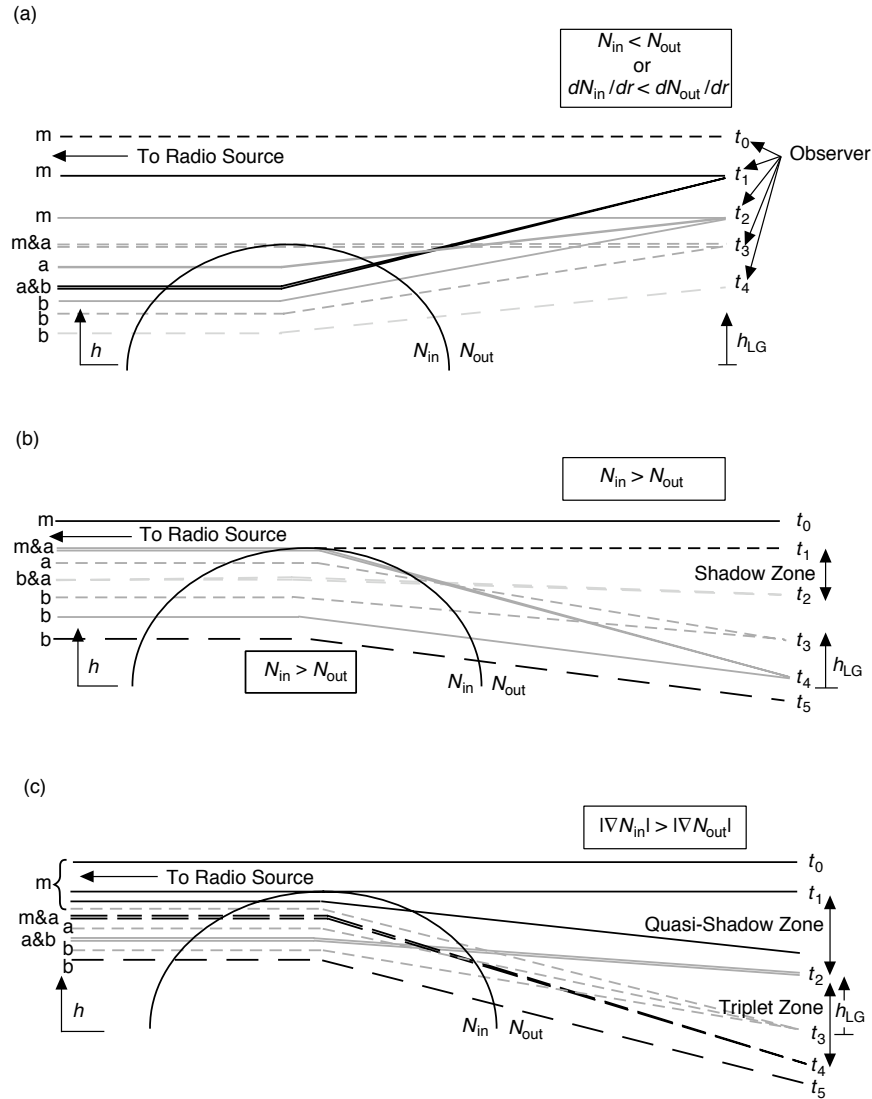 (a)
N_in < N_out
or
dN_in/dr < dN_out/dr
m
t_0
To Radio Source
Observer
m
t_1
m
t_2
m&a
t_3
a
a&b
t_4
b
b
b
h
N_in N_out
h_LG
(b)
N_in > N_out
m
t_0
To Radio Source
m&a
t_1
a
Shadow Zone
b&a
t_2
b
t_3
b
h_LG
b
h
N_in > N_out
N_in N_out
t_4
t_5
(c)
|∇N_in| > |∇N_out|
t_0
m
To Radio Source
t_1
m&a
Quasi-Shadow Zone
a
a&b
b
t_2
b
Triplet Zone
h_LG
h
N_in N_out
t_3
t_4
t_5